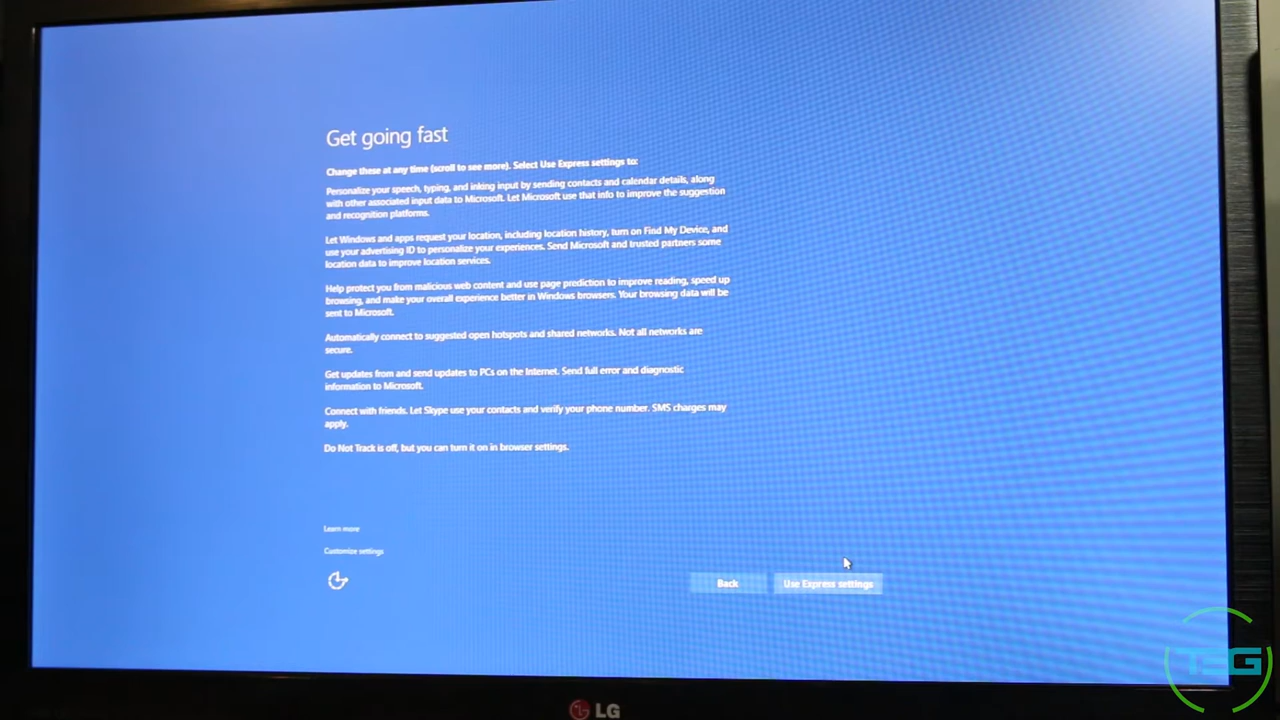 Get going fast
Change these at any time (scroll to see more). Select Use Express settings to:
Personalize your speech, typing, and inking input by sending contacts and calendar details, along
with other associated input data to Microsoft. Let Microsoft use that info to improve the suggestion
and recognition platforms.
Let Windows and apps request your location, including location history, turn on Find My Device, and
use your advertising ID to personalize your experiences. Send Microsoft and trusted partners some
location data to improve location services.
Help protect you from malicious web content and use page prediction to improve reading, speed up
browsing, and make your overall experience better in Windows browsers. Your browsing data will be
sent to Microsoft.
Automatically connect to suggested open hotspots and shared networks. Not all networks are
secure.
Get updates from and send updates to PCs on the Internet. Send full error and diagnostic
information to Microsoft.
Connect with friends. Let Skype use your contacts and verify your phone number. SMS charges may
apply.
Do Not Track is off, but you can turn it on in browser settings.
Learn more
Customize settings
Back
Use Express settings
TEG
LG